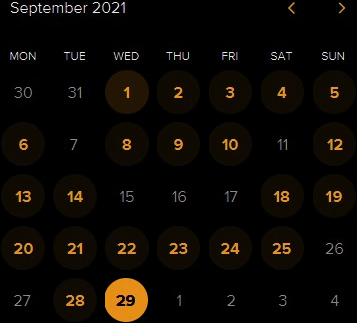 September 2021
MON TUE WED THU FRI SAT SUN
30 31 1 2 3 4 5
6 7 8 9 10 11 12
13 14 15 16 17 18 19
20 21 22 23 24 25 26
27 28 29 1 2 3 4